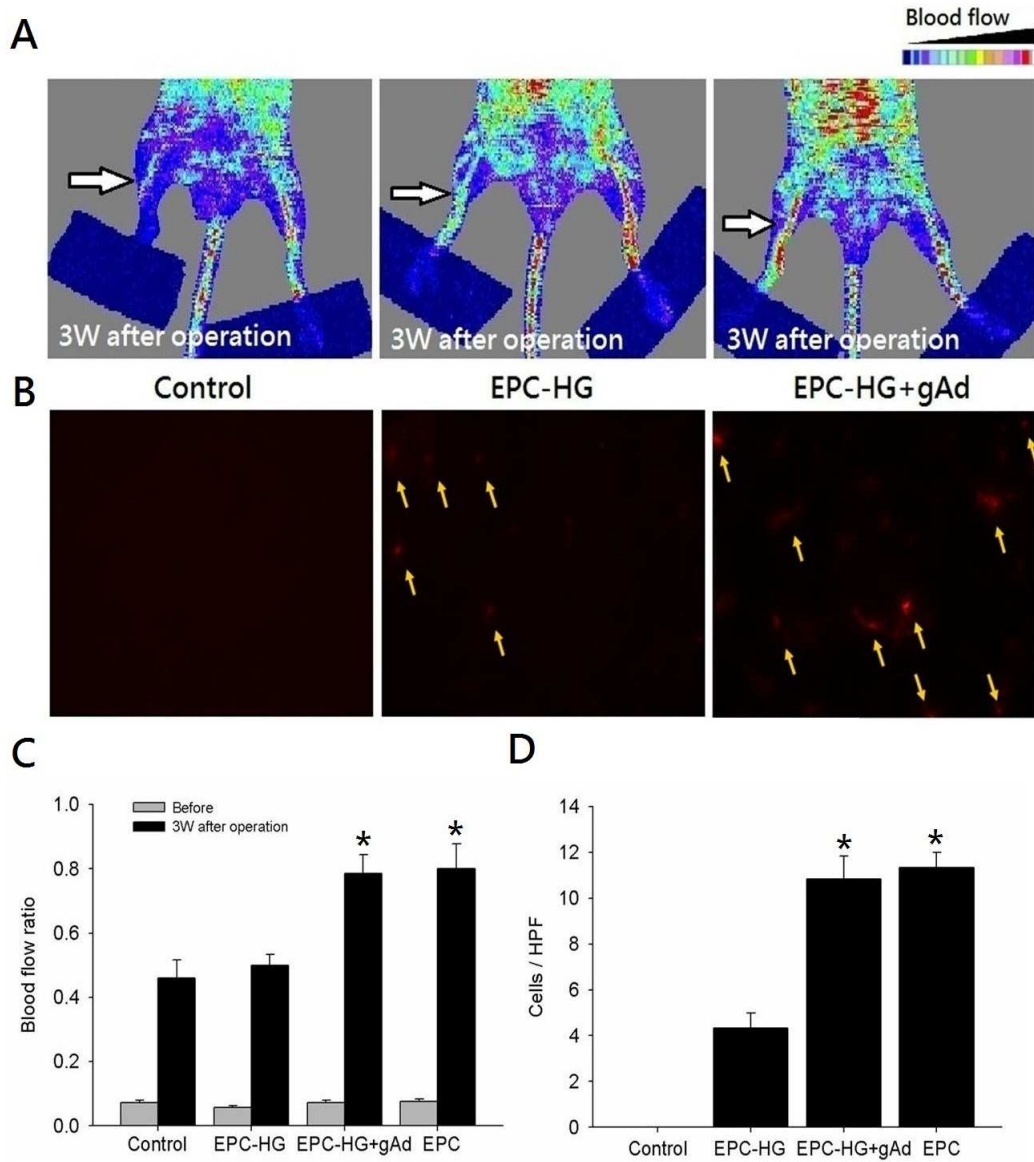 A
Blood flow
3W after operation
3W after operation
3W after operation
B
Control
EPC-HG
EPC-HG+gAd
C
D
1.0
0.8
0.6
0.4
0.2
0.0
Blood flow ratio
Before
3W after operation
*
*
Control
EPC-HG
EPC-HG+gAd
EPC
14
12
10
8
6
4
2
0
Cells / HPF
*
*
Control
EPC-HG
EPC-HG+gAd
EPC